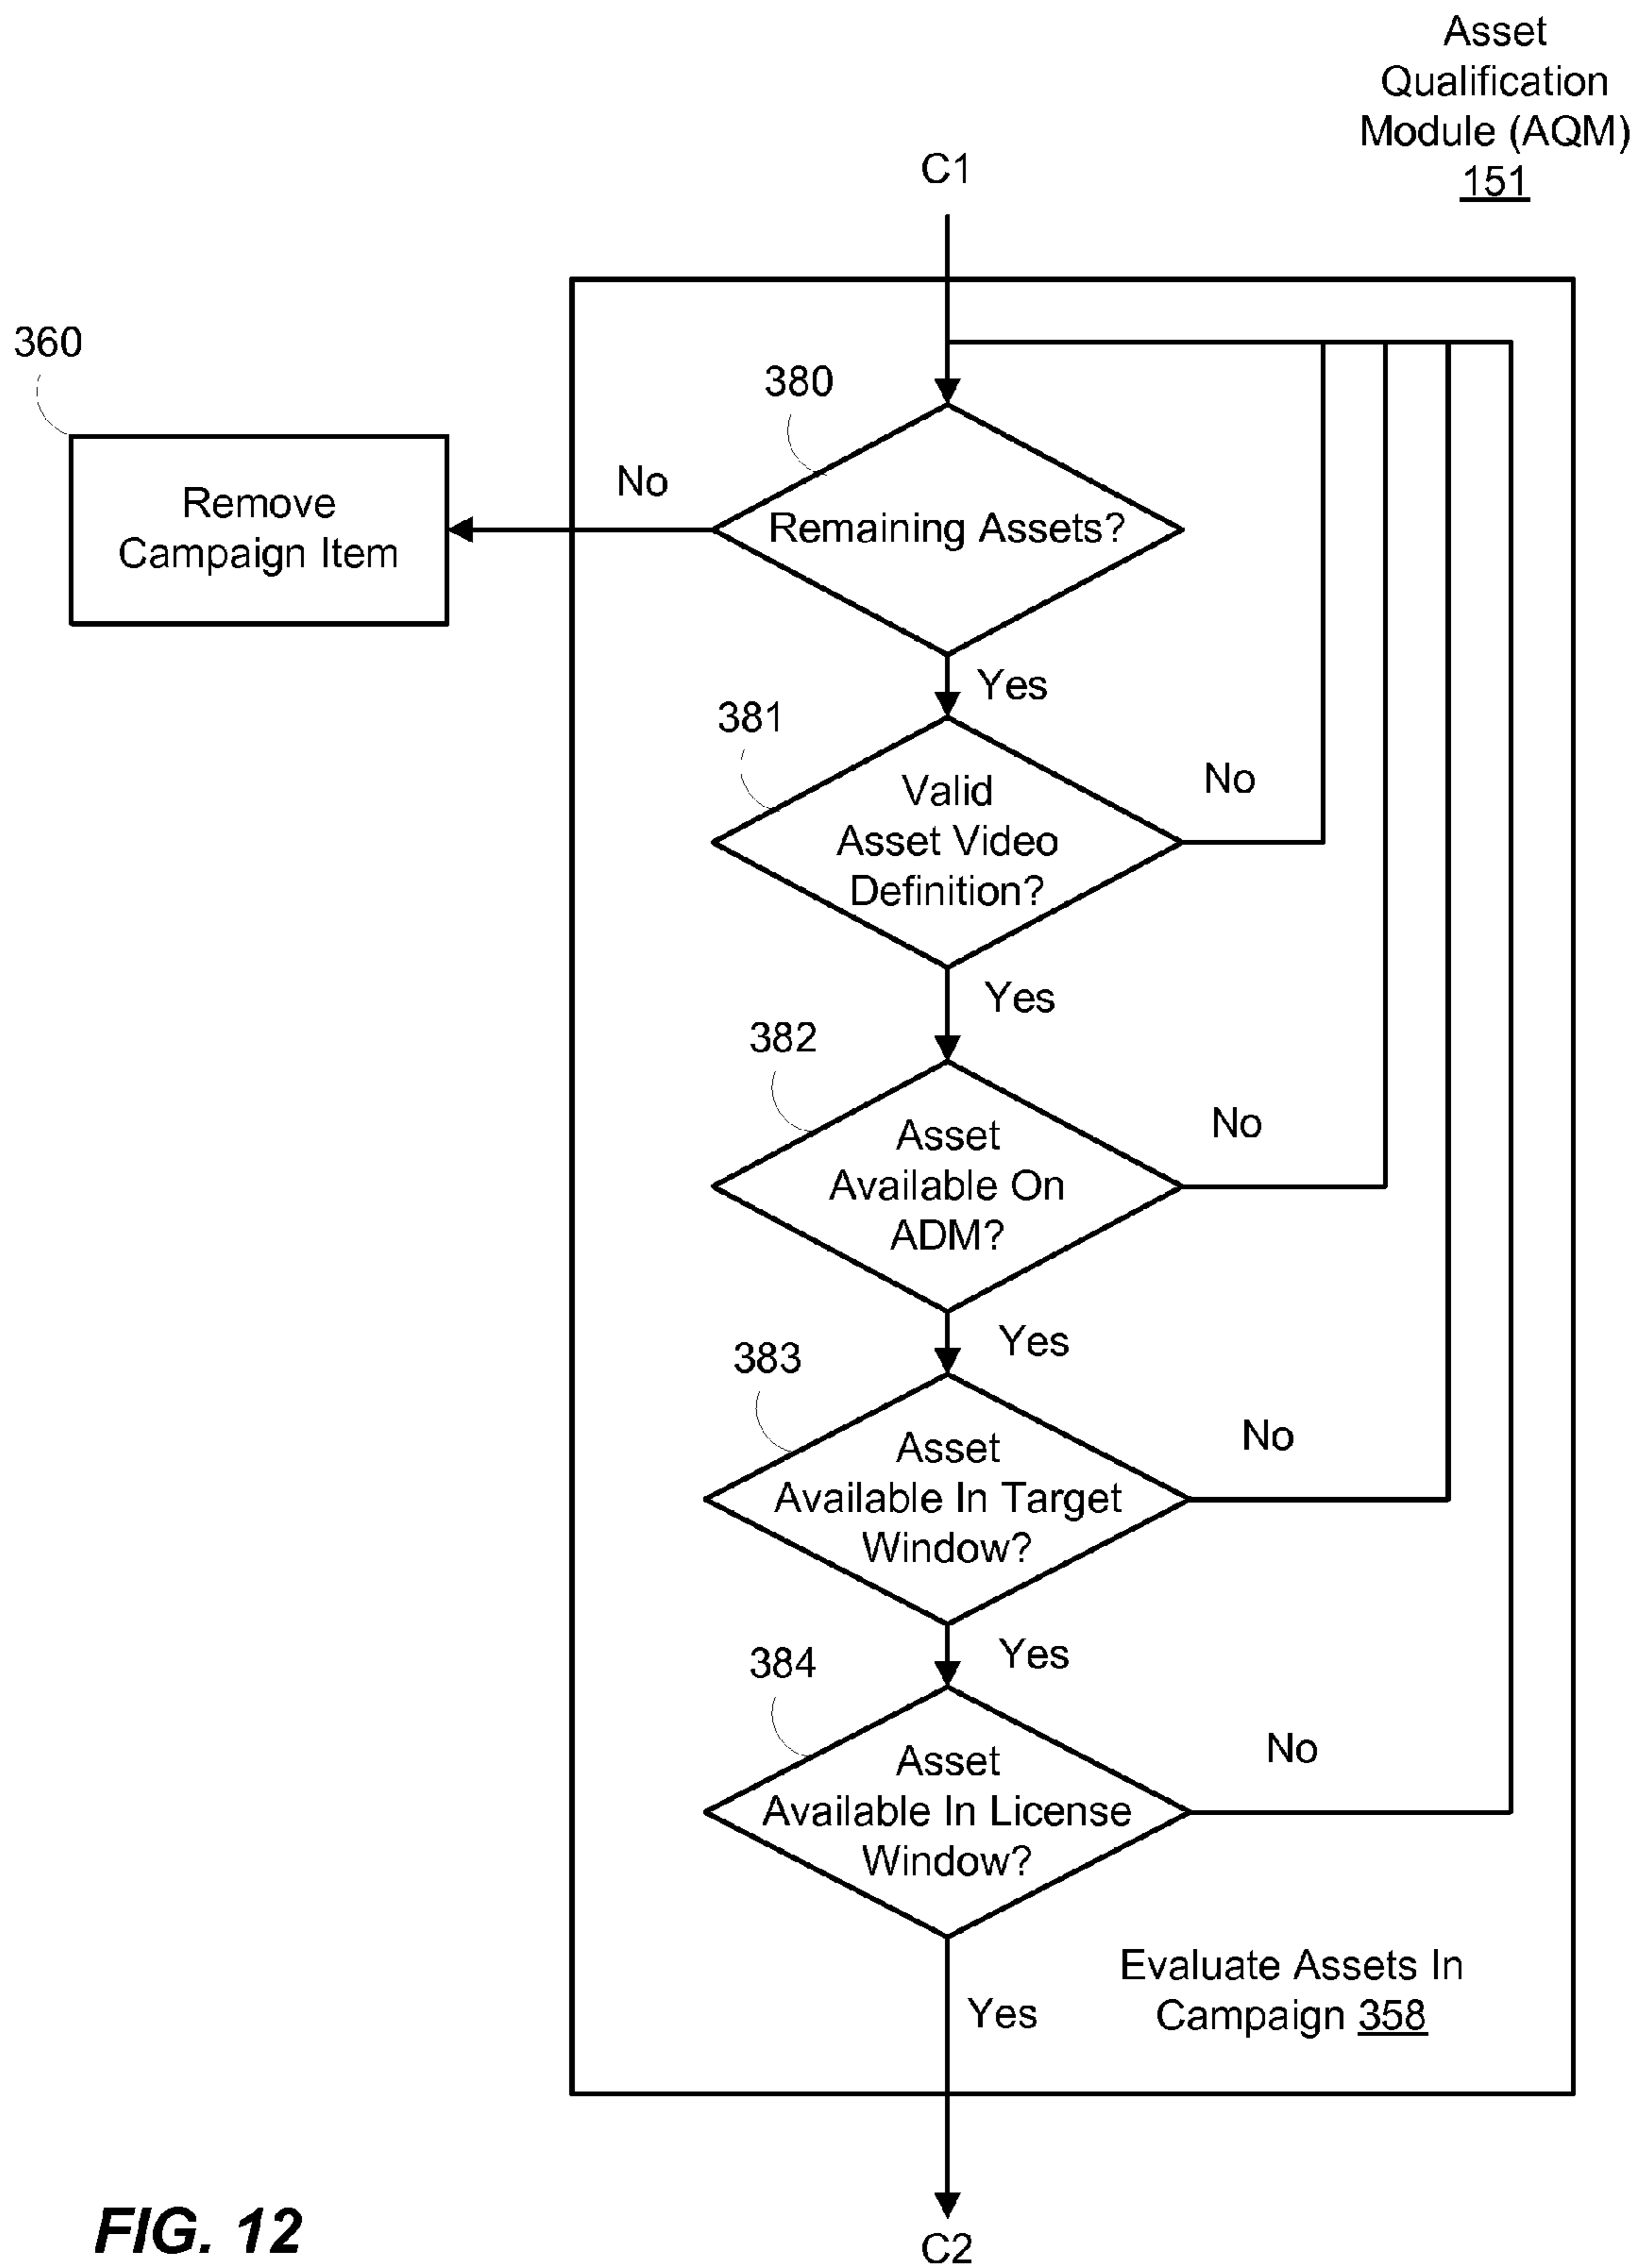 Asset
Qualification
Module (AQM)
151
C1
360
380
No
Remove
Campaign Item
Remaining Assets?
Yes
381
No
Valid
Asset Video
Definition?
Yes
382
No
Asset
Available On
ADM?
Yes
383
No
Asset
Available In Target
Window?
Yes
384
No
Asset
Available In License
Window?
Evaluate Assets In
Campaign 358
Yes
FIG. 12
C2